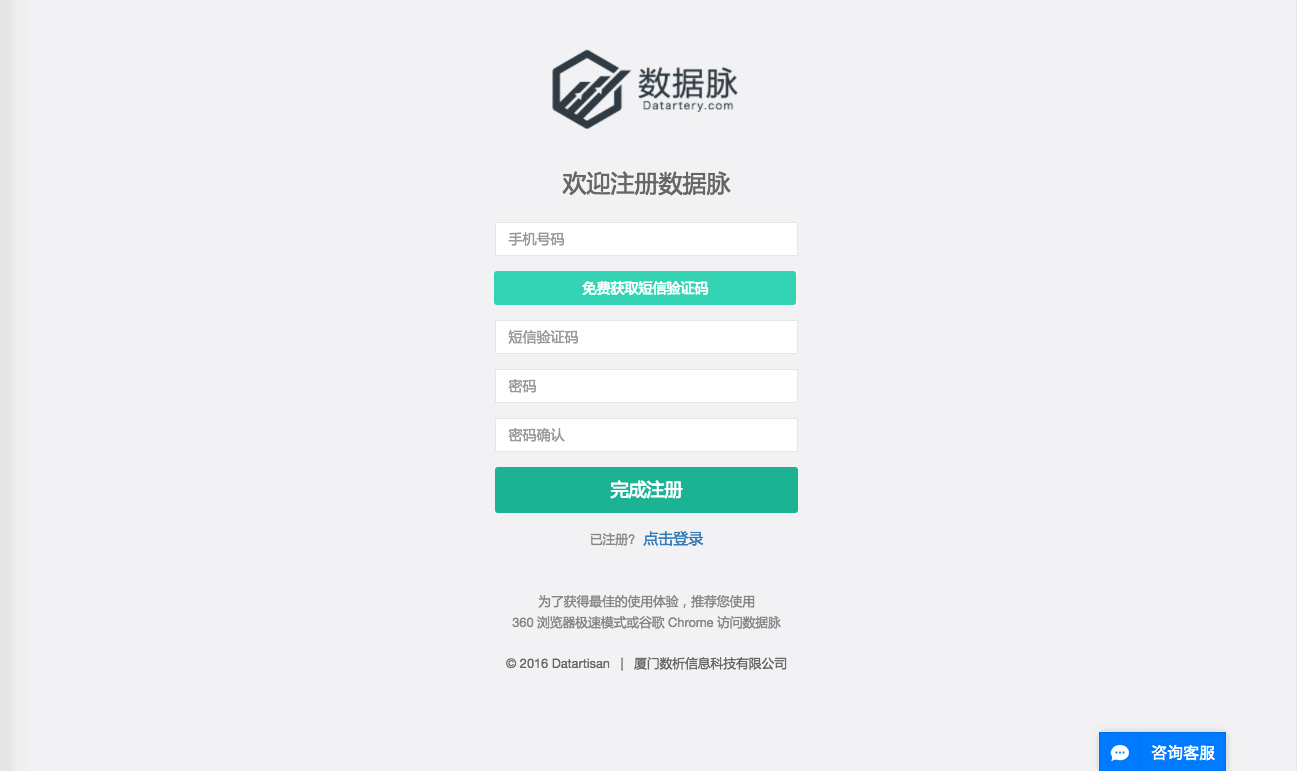 数据脉
Datartery.com
欢迎注册数据脉
手机号码
免费获取短信验证码
短信验证码
密码
密码确认
完成注册
已注册? 点击登录
为了获得最佳的使用体验，推荐您使用
360 浏览器极速模式或谷歌 Chrome 访问数据脉
© 2016 Datartisan | 厦门数析信息科技有限公司
咨询客服